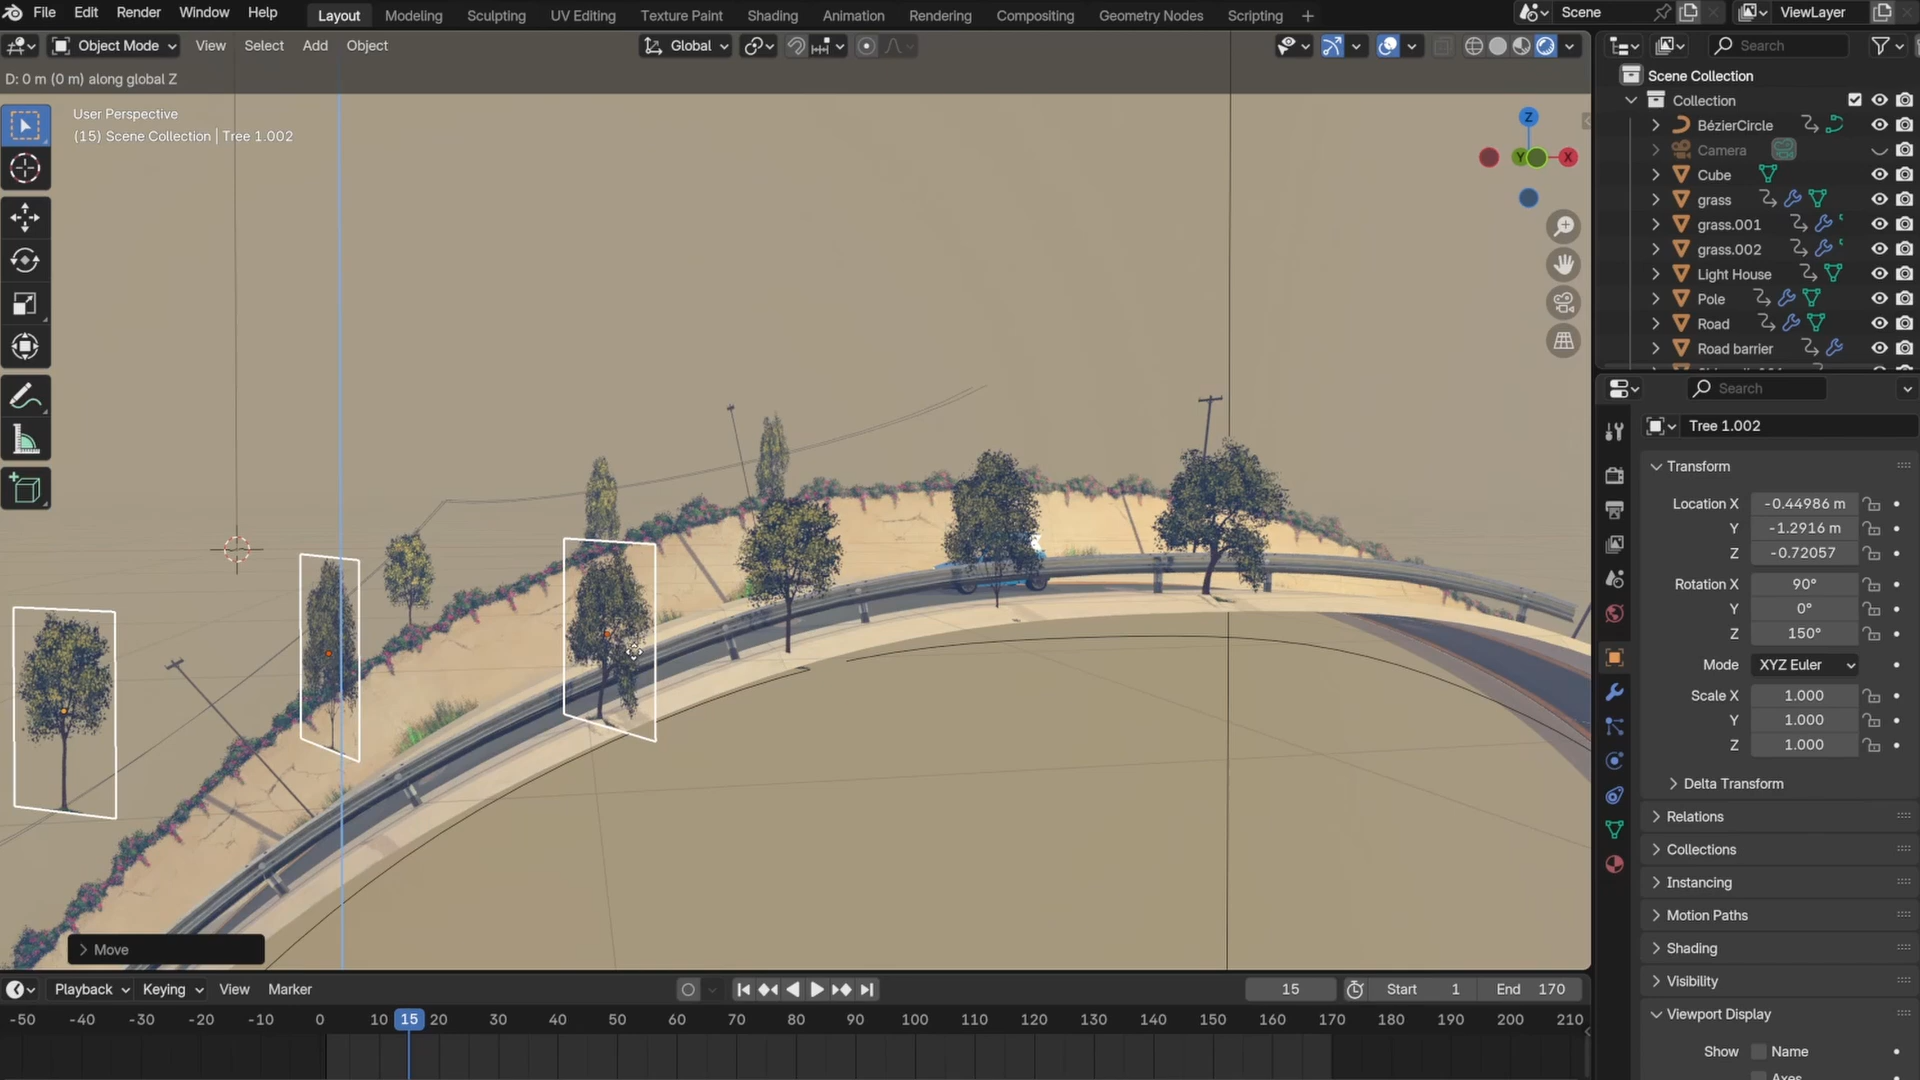 File Edit Render Window Help Layout Modeling Sculpting UV Editing Texture Paint Shading Animation Rendering Compositing Geometry Nodes Scripting + Scene ViewLayer
Object Mode View Select Add Object Global Search
D: 0 m (0 m) along global Z
User Perspective
(15) Scene Collection | Tree 1.002
Z
Y X
Move
Scene Collection
Collection
BézierCircle
Camera
Cube
grass
grass.001
grass.002
Light House
Pole
Road
Road barrier
Search
Tree 1.002
Transform
Location X -0.44986 m
Y -1.2916 m
Z -0.72057
Rotation X 90°
Y 0°
Z 150°
Mode XYZ Euler
Scale X 1.000
Y 1.000
Z 1.000
Delta Transform
Relations
Collections
Instancing
Motion Paths
Shading
Visibility
Viewport Display
Show Name
Axes
Playback Keying View Marker 15 Start 1 End 170
-50 -40 -30 -20 -10 0 10 15 20 30 40 50 60 70 80 90 100 110 120 130 140 150 160 170 180 190 200 210